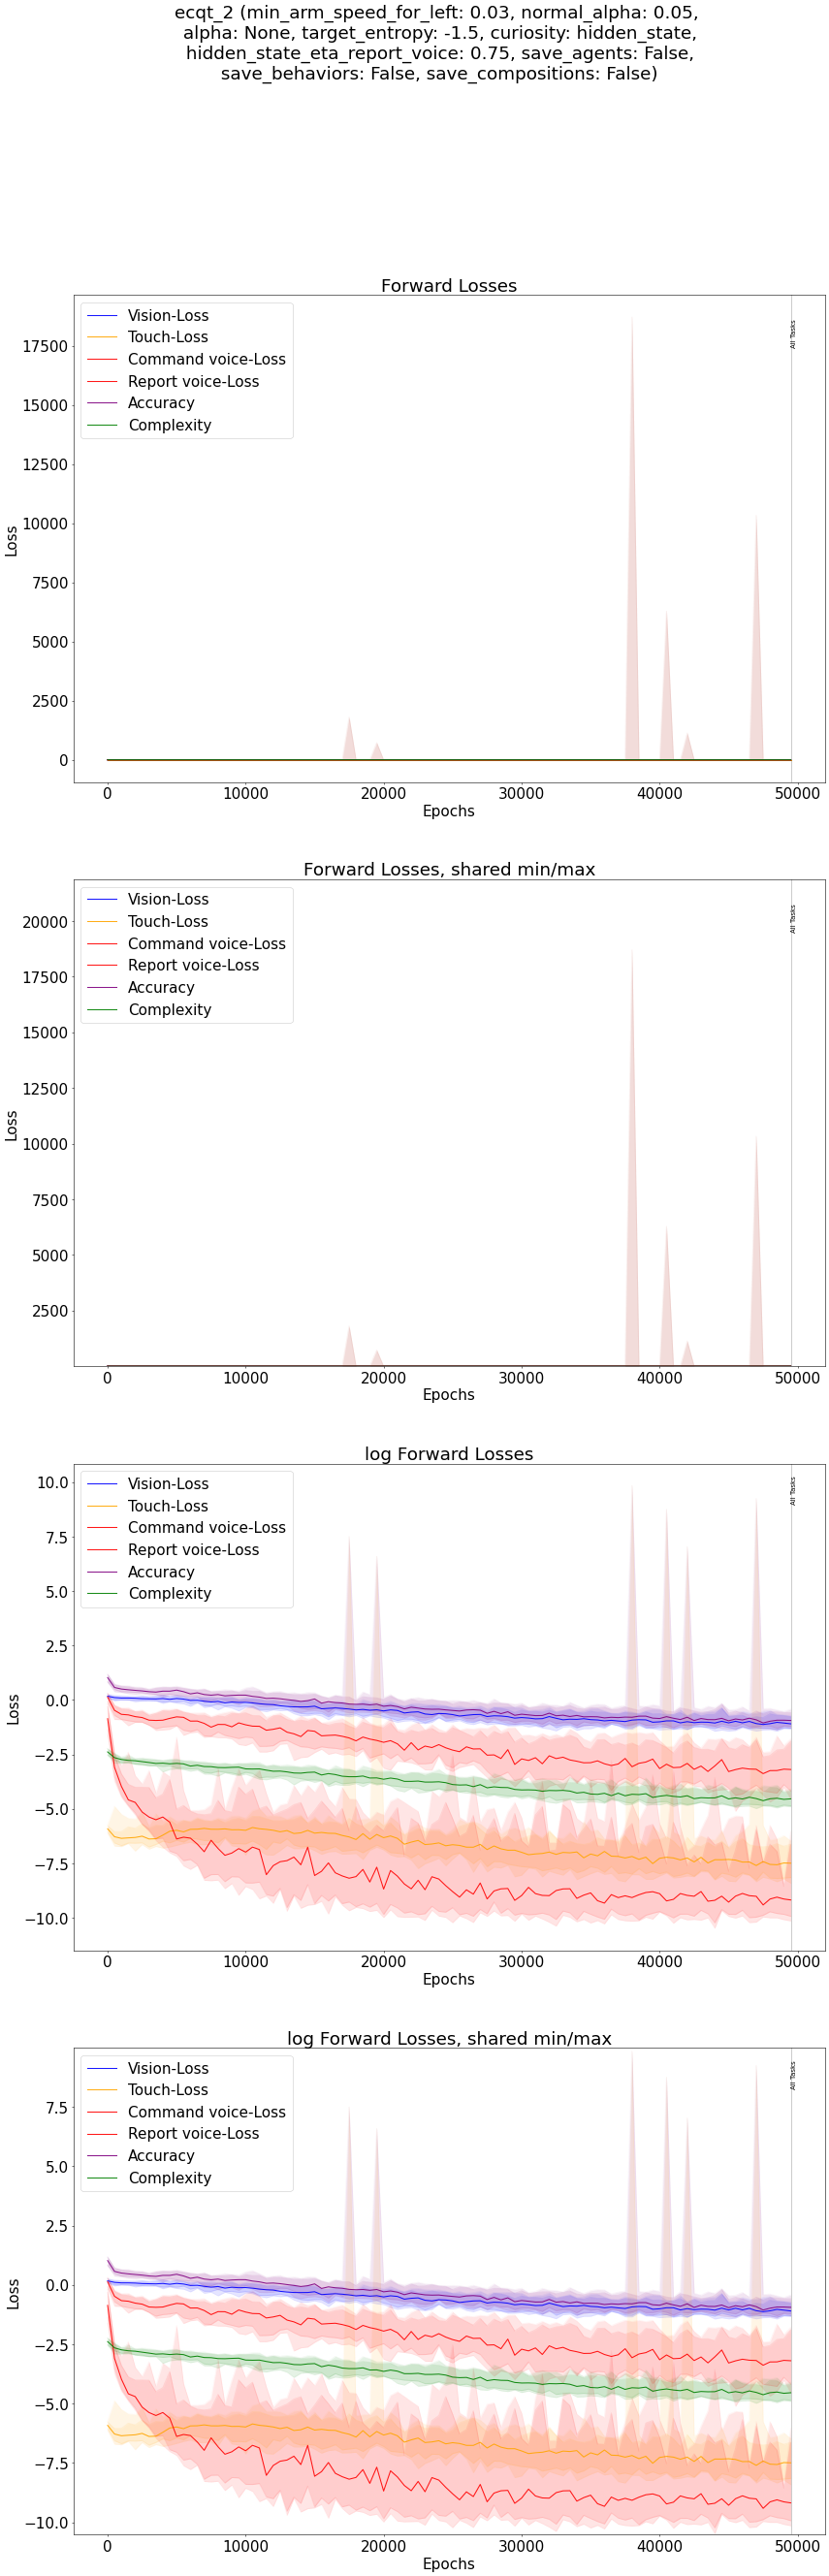 ecqt_2 (min_arm_speed_for_left: 0.03, normal_alpha: 0.05,
alpha: None, target_entropy: -1.5, curiosity: hidden_state,
hidden_state_eta_report_voice: 0.75, save_agents: False,
save_behaviors: False, save_compositions: False)
Forward Losses
Vision-Loss
Touch-Loss
Command voice-Loss
Report voice-Loss
Accuracy
Complexity
All Tasks
17500
15000
12500
10000
7500
5000
2500
0
Loss
0 10000 20000 30000 40000 50000
Epochs
Forward Losses, shared min/max
Vision-Loss
Touch-Loss
Command voice-Loss
Report voice-Loss
Accuracy
Complexity
All Tasks
20000
17500
15000
12500
10000
7500
5000
2500
Loss
0 10000 20000 30000 40000 50000
Epochs
log Forward Losses
Vision-Loss
Touch-Loss
Command voice-Loss
Report voice-Loss
Accuracy
Complexity
All Tasks
10.0
7.5
5.0
2.5
0.0
−2.5
−5.0
−7.5
−10.0
Loss
0 10000 20000 30000 40000 50000
Epochs
log Forward Losses, shared min/max
Vision-Loss
Touch-Loss
Command voice-Loss
Report voice-Loss
Accuracy
Complexity
All Tasks
7.5
5.0
2.5
0.0
−2.5
−5.0
−7.5
−10.0
Loss
0 10000 20000 30000 40000 50000
Epochs